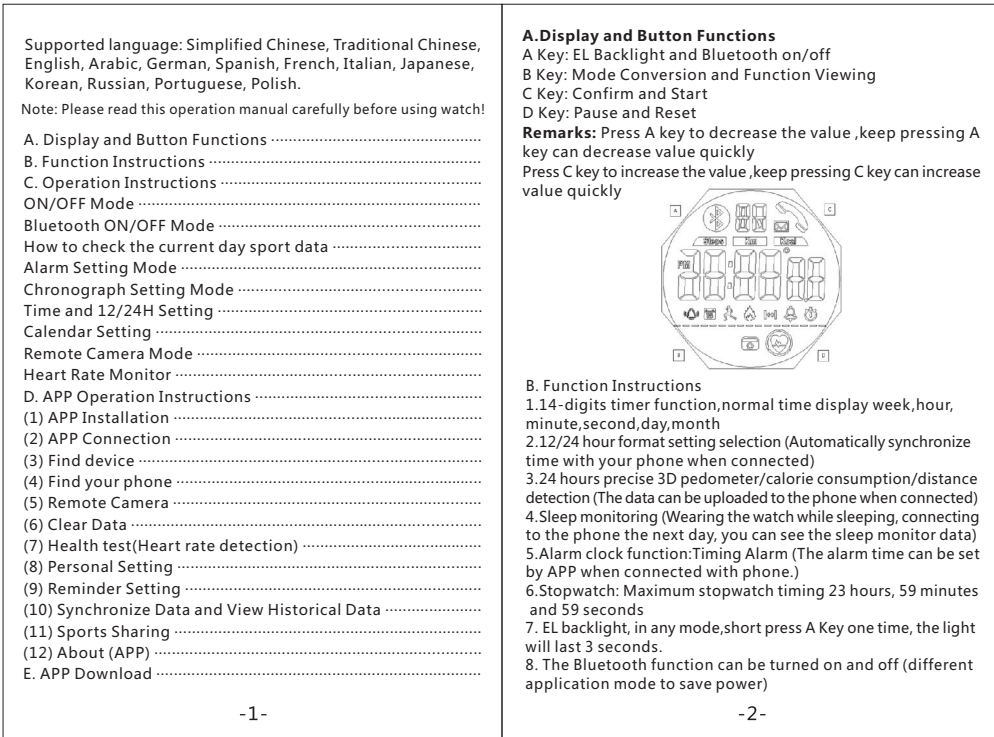 Supported language: Simplified Chinese, Traditional Chinese,
English, Arabic, German, Spanish, French, Italian, Japanese,
Korean, Russian, Portuguese, Polish.
Note: Please read this operation manual carefully before using watch!
A. Display and Button Functions
B. Function Instructions
C. Operation Instructions
ON/OFF Mode
Bluetooth ON/OFF Mode
How to check the current day sport data
Alarm Setting Mode
Chronograph Setting Mode
Time and 12/24H Setting
Calendar Setting
Remote Camera Mode
Heart Rate Monitor
D. APP Operation Instructions
(1) APP Installation
(2) APP Connection
(3) Find device
(4) Find your phone
(5) Remote Camera
(6) Clear Data
(7) Health test(Heart rate detection)
(8) Personal Setting
(9) Reminder Setting
(10) Synchronize Data and View Historical Data
(11) Sports Sharing
(12) About (APP)
E. APP Download
-1-
A.Display and Button Functions
A Key: EL Backlight and Bluetooth on/off
B Key: Mode Conversion and Function Viewing
C Key: Confirm and Start
D Key: Pause and Reset
Remarks: Press A key to decrease the value ,keep pressing A
key can decrease value quickly
Press C key to increase the value ,keep pressing C key can increase
value quickly
A
C
88
Steps Km Kcal
PM 88:88 88
B
D
B. Function Instructions
1.14-digits timer function,normal time display week,hour,
minute,second,day,month
2.12/24 hour format setting selection (Automatically synchronize
time with your phone when connected)
3.24 hours precise 3D pedometer/calorie consumption/distance
detection (The data can be uploaded to the phone when connected)
4.Sleep monitoring (Wearing the watch while sleeping, connecting
to the phone the next day, you can see the sleep monitor data)
5.Alarm clock function:Timing Alarm (The alarm time can be set
by APP when connected with phone.)
6.Stopwatch: Maximum stopwatch timing 23 hours, 59 minutes
and 59 seconds
7. EL backlight, in any mode,short press A Key one time, the light
will last 3 seconds.
8. The Bluetooth function can be turned on and off (different
application mode to save power)
-2-